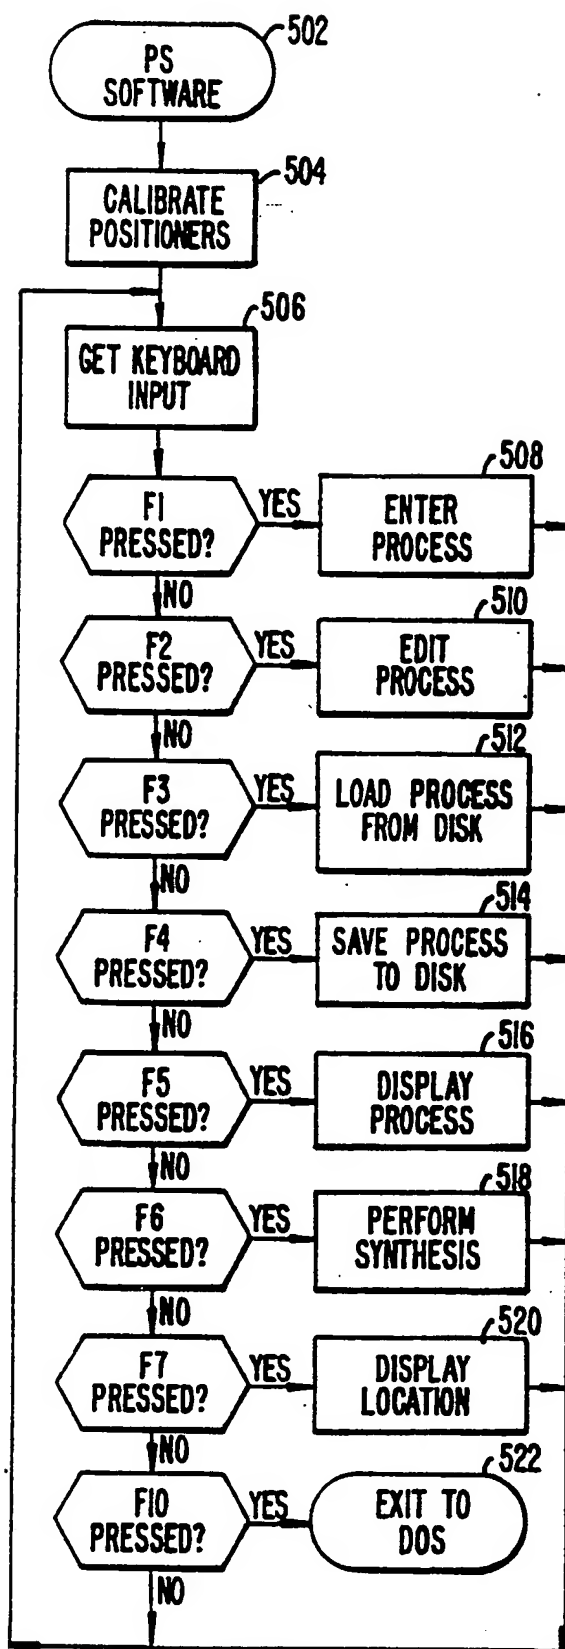 502
PS
SOFTWARE
504
CALIBRATE
POSITIONERS
506
GET KEYBOARD
INPUT
508
F1
PRESSED?
YES
ENTER
PROCESS
NO
510
F2
PRESSED?
YES
EDIT
PROCESS
NO
512
F3
PRESSED?
YES
LOAD PROCESS
FROM DISK
NO
514
F4
PRESSED?
YES
SAVE PROCESS
TO DISK
NO
516
F5
PRESSED?
YES
DISPLAY
PROCESS
NO
518
F6
PRESSED?
YES
PERFORM
SYNTHESIS
NO
520
F7
PRESSED?
YES
DISPLAY
LOCATION
NO
522
F10
PRESSED?
YES
EXIT TO
DOS
NO